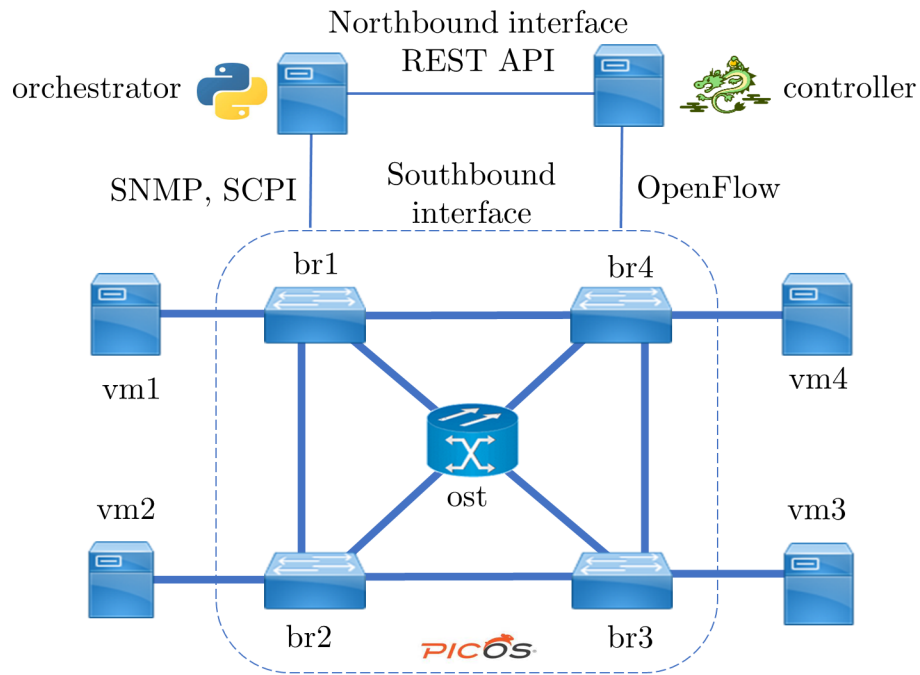 Northbound interface
REST API
orchestrator
controller
SNMP, SCPI
Southbound
interface
OpenFlow
br1
br4
vm1
vm4
ost
vm2
vm3
br2
br3
PICOS